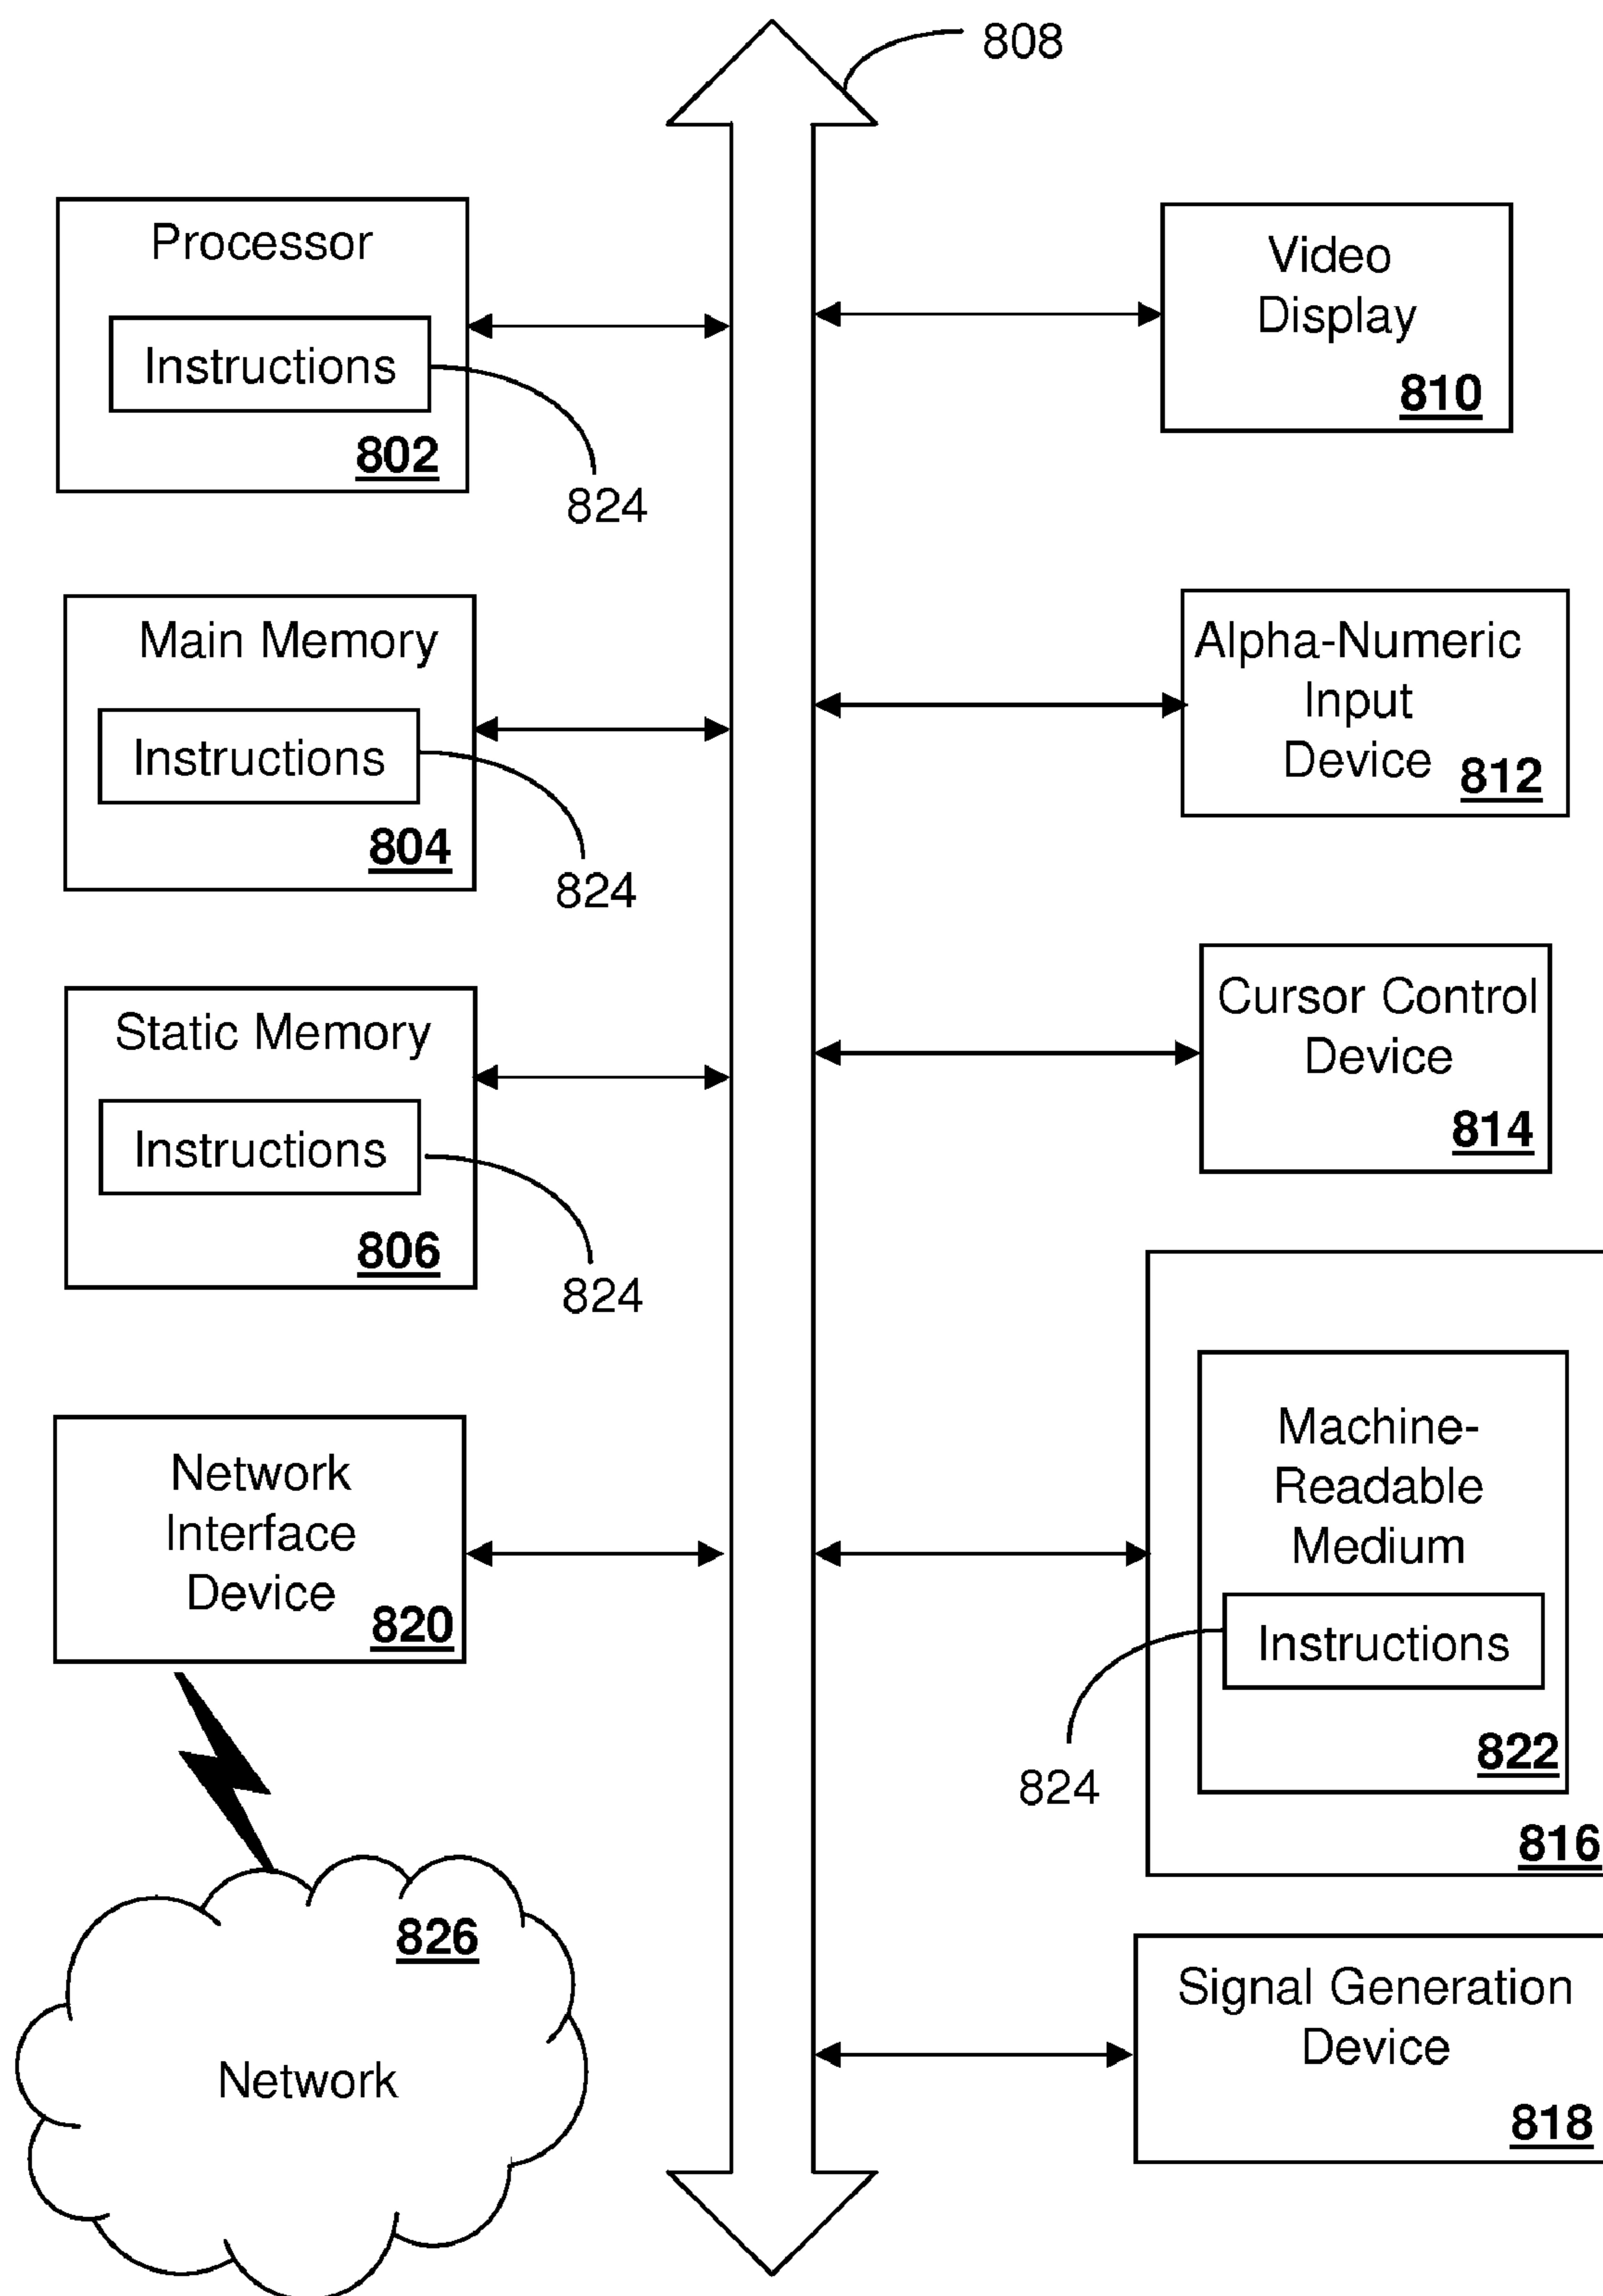 808
Processor
Instructions
802
824
Main Memory
Instructions
804
824
Static Memory
Instructions
806
824
Network
Interface
Device
820
826
Network
Video
Display
810
Alpha-Numeric
Input
Device
812
Cursor Control
Device
814
Machine-
Readable
Medium
Instructions
822
824
816
Signal Generation
Device
818